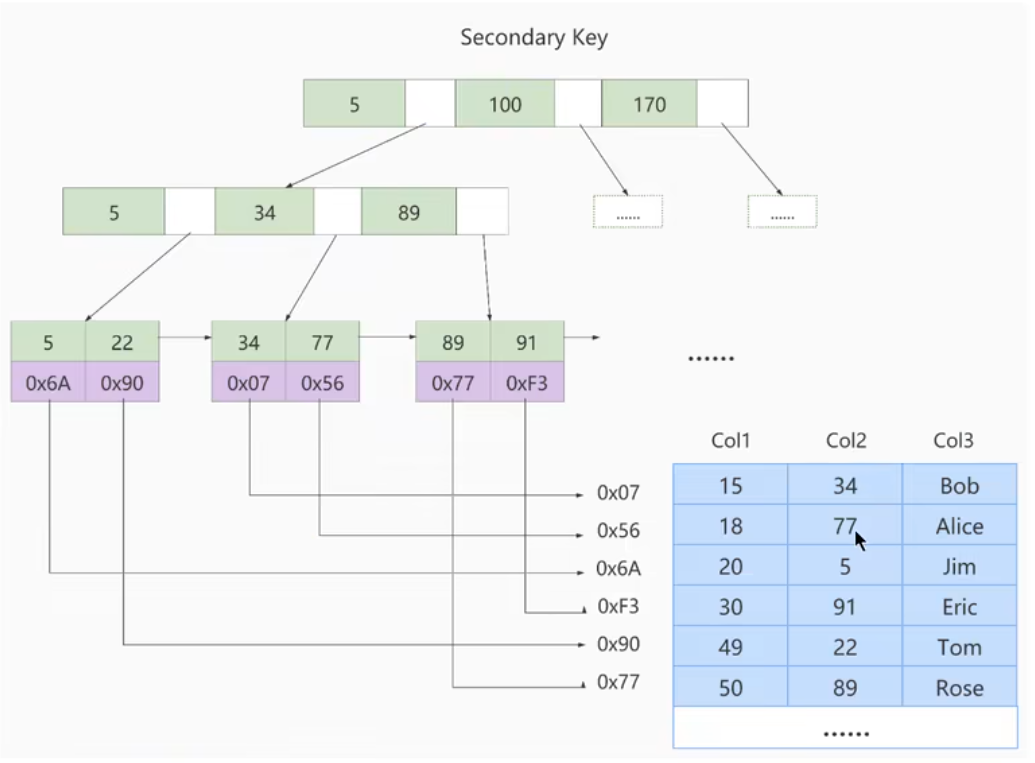 Secondary Key
5 100 170
5 34 89
...... ......
5 22 34 77 89 91
0x6A 0x90 0x07 0x56 0x77 0xF3
......
Col1 Col2 Col3
0x07 15 34 Bob
0x56 18 77 Alice
0x6A 20 5 Jim
0xF3 30 91 Eric
0x90 49 22 Tom
0x77 50 89 Rose
......